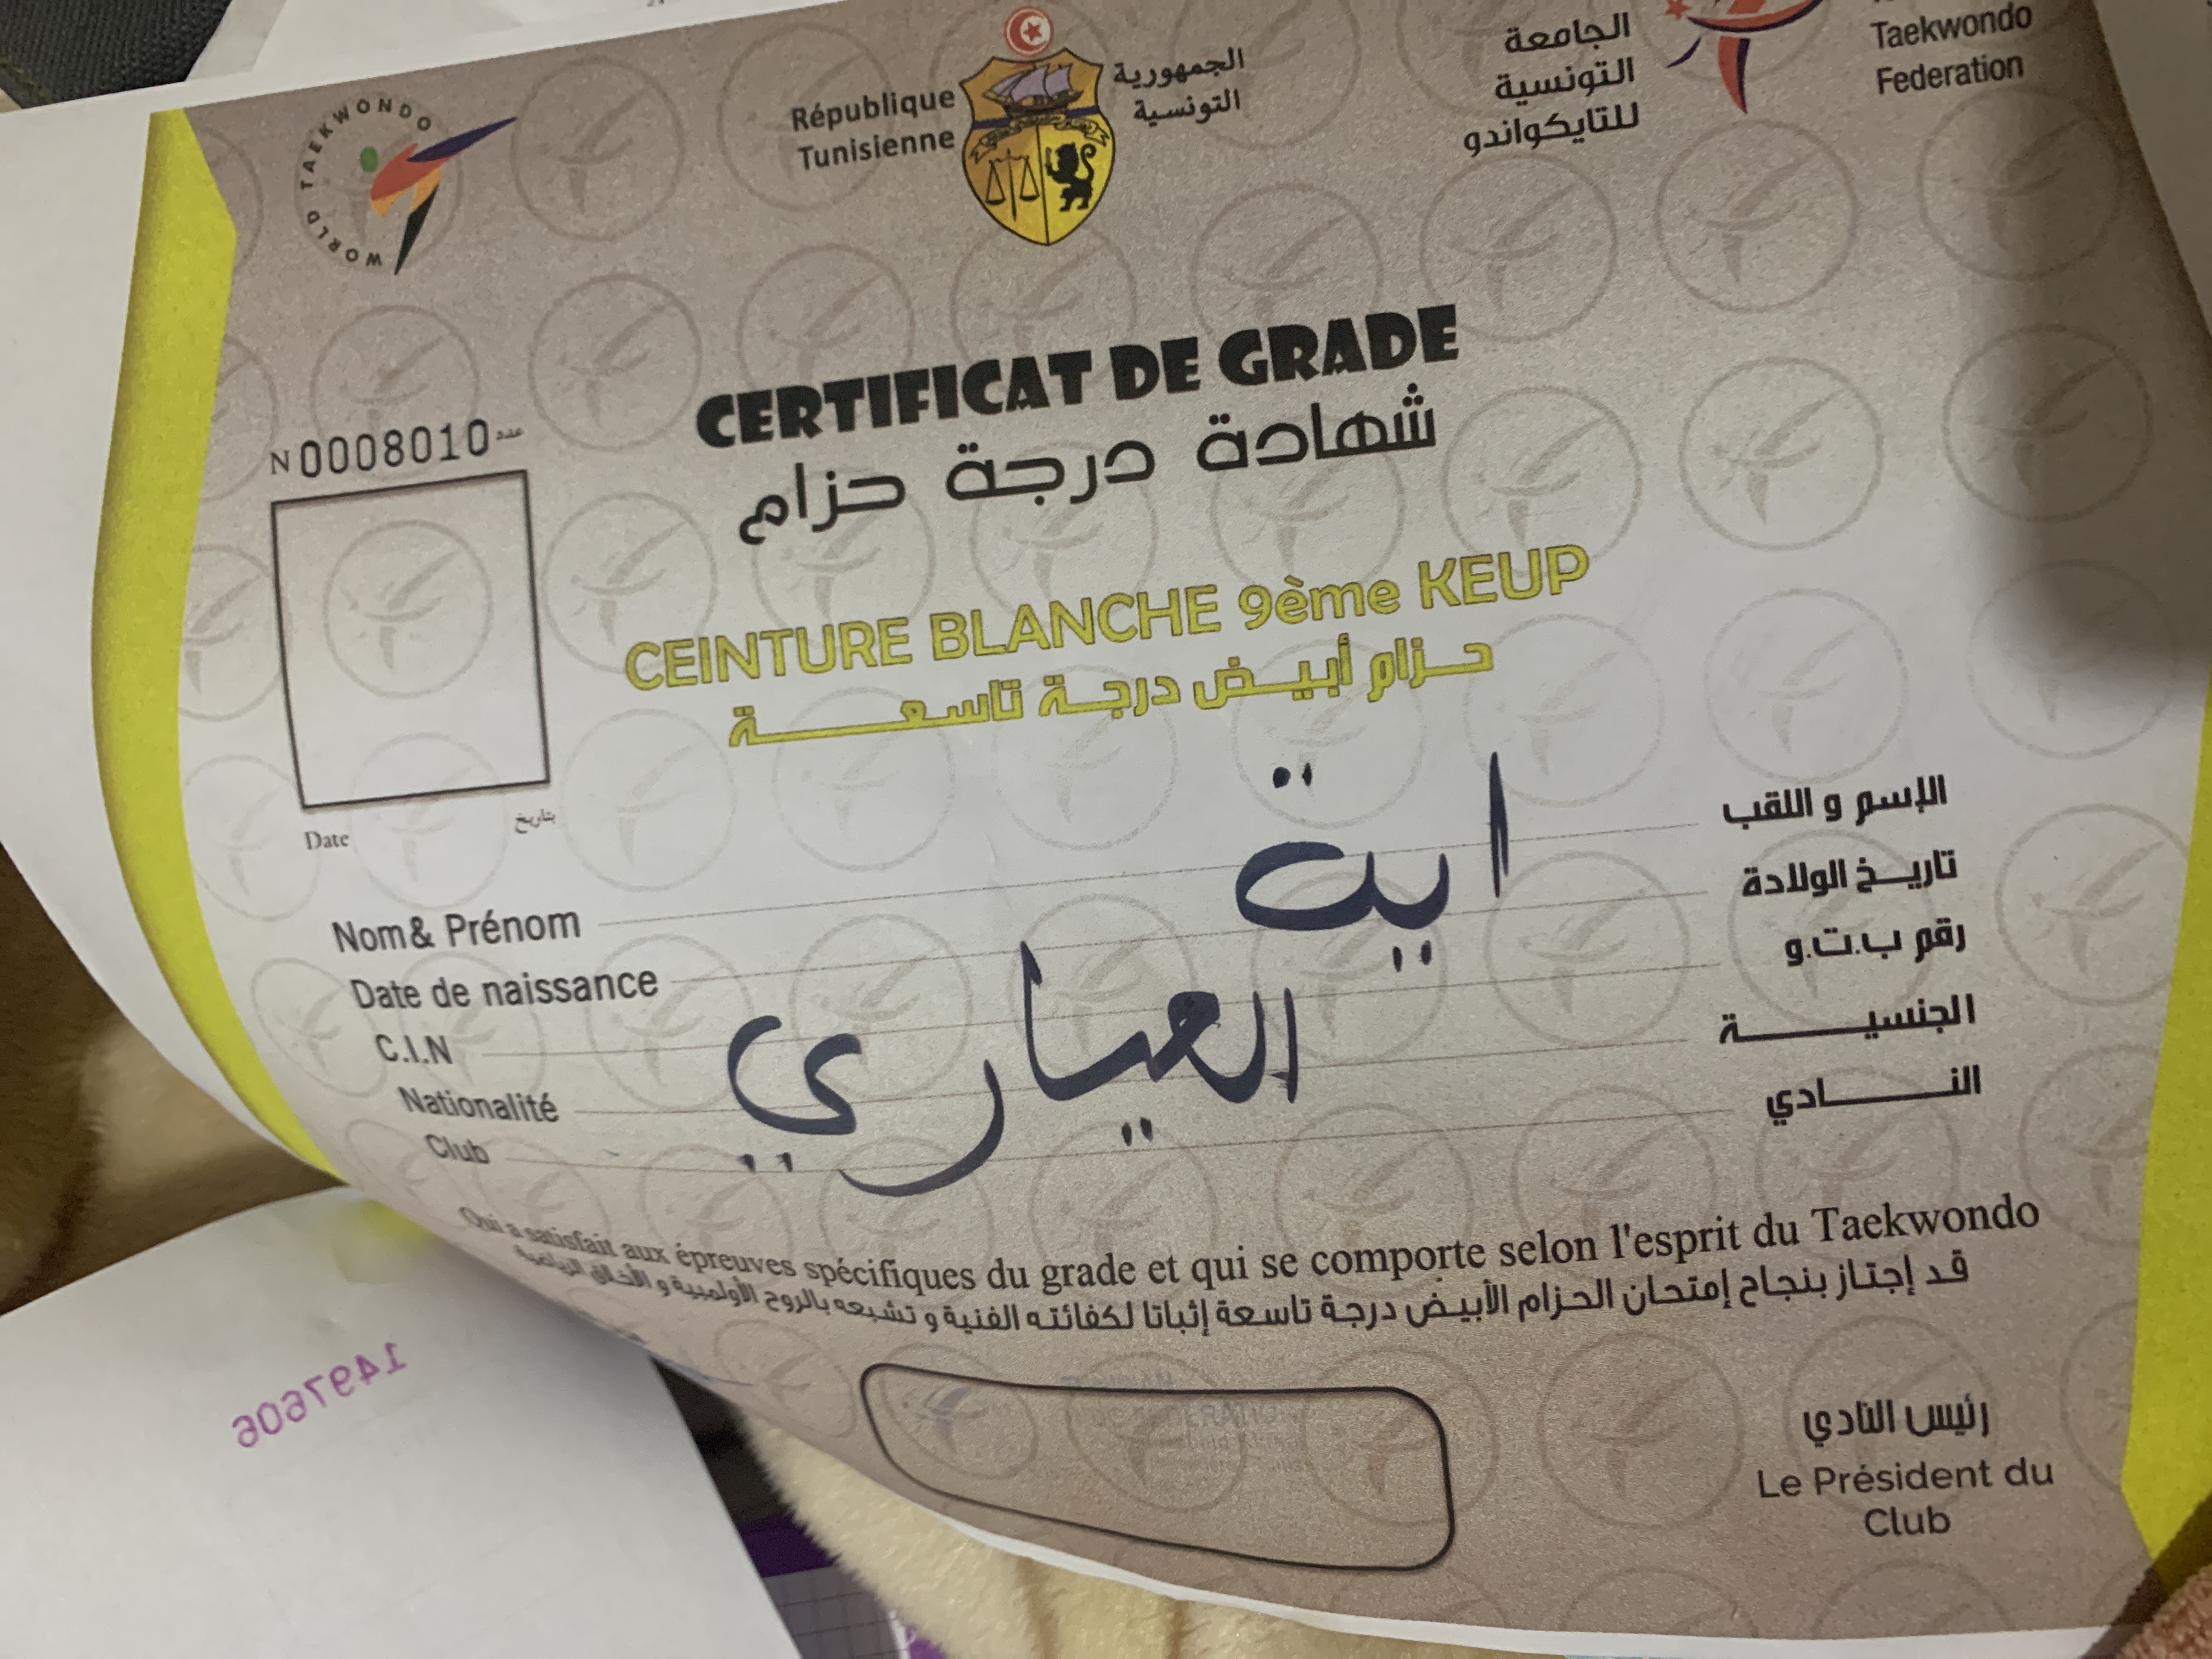 WORLD TAEKWONDO
République
Tunisienne
الجمهورية
التونسية
الجامعة
التونسية
للتايكواندو
Taekwondo
Federation
CERTIFICAT DE GRADE
شهادة درجة حزام
N 0008010 عدد
CEINTURE BLANCHE 9ème KEUP
حزام أبيض درجة تاسعة
Date بتاريخ
ايت
العياري
Nom& Prénom الإسم و اللقب
Date de naissance تاريخ الولادة
C.I.N رقم ب.ت.و
Nationalité الجنسية
Club النادي
Qui a satisfait aux épreuves spécifiques du grade et qui se comporte selon l'esprit du Taekwondo
قد إجتاز بنجاح إمتحان الحزام الأبيض درجة تاسعة إثباتا لكفائته الفنية و تشبعه بالروح الأولمبية و الأخلاق الرياضية
رئيس النادي
Le Président du
Club
1497606